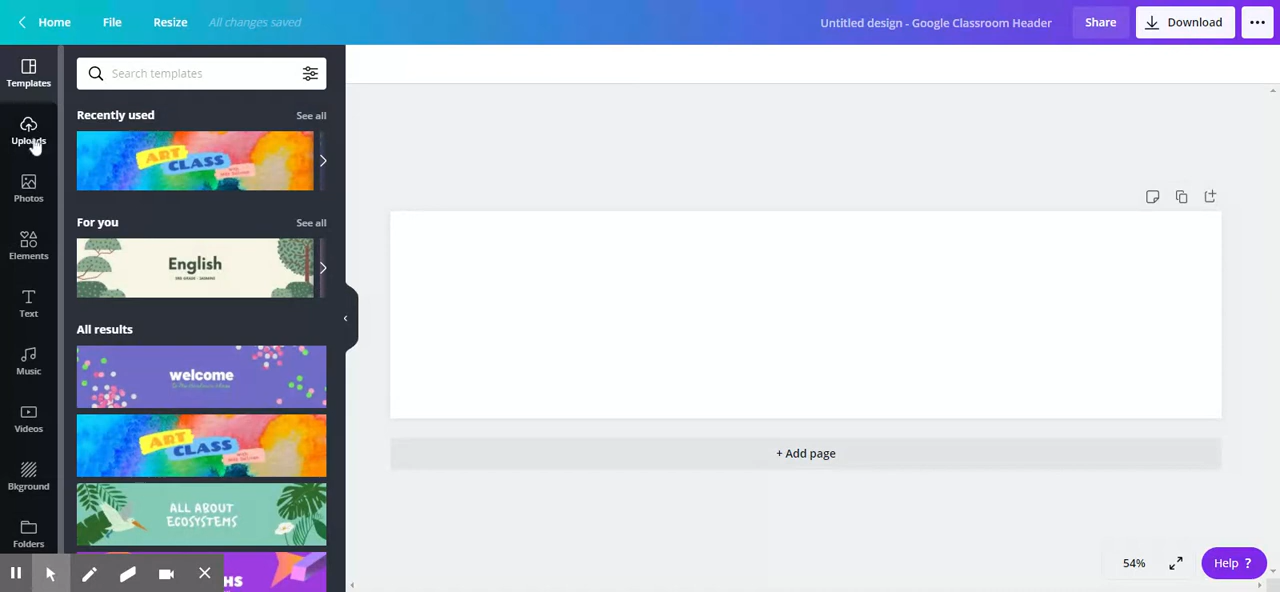 Home File Resize All changes saved Untitled design - Google Classroom Header Share Download
Templates
Uploads
Photos
Elements
Text
Music
Videos
Bkground
Folders
Search templates
Recently used See all
ART
CLASS
For you See all
English
All results
welcome
ART
CLASS
ALL ABOUT
ECOSYSTEMS
HS
+ Add page
54% Help ?